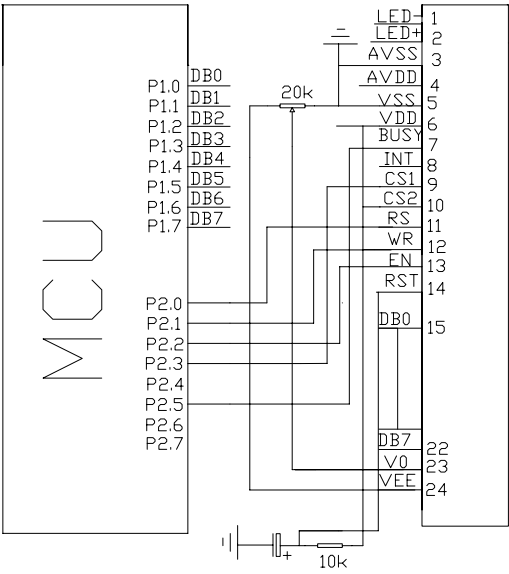 MCU
P1.0 DB0
P1.1 DB1
P1.2 DB2
P1.3 DB3
P1.4 DB4
P1.5 DB5
P1.6 DB6
P1.7 DB7
P2.0
P2.1
P2.2
P2.3
P2.4
P2.5
P2.6
P2.7
20k
10k
+
LED- 1
LED+ 2
AVSS 3
AVDD 4
VSS 5
VDD 6
BUSY 7
INT 8
CS1 9
CS2 10
RS 11
WR 12
EN 13
RST 14
DB0 15
DB7 22
V0 23
VEE 24